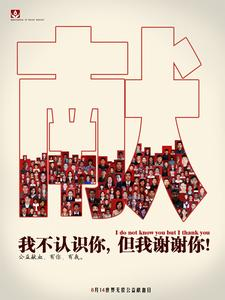 献
I do not know you but I thank you
我不认识你，但我谢谢你!
公益献血，有你、有我。
6月14世界无偿公益献血日